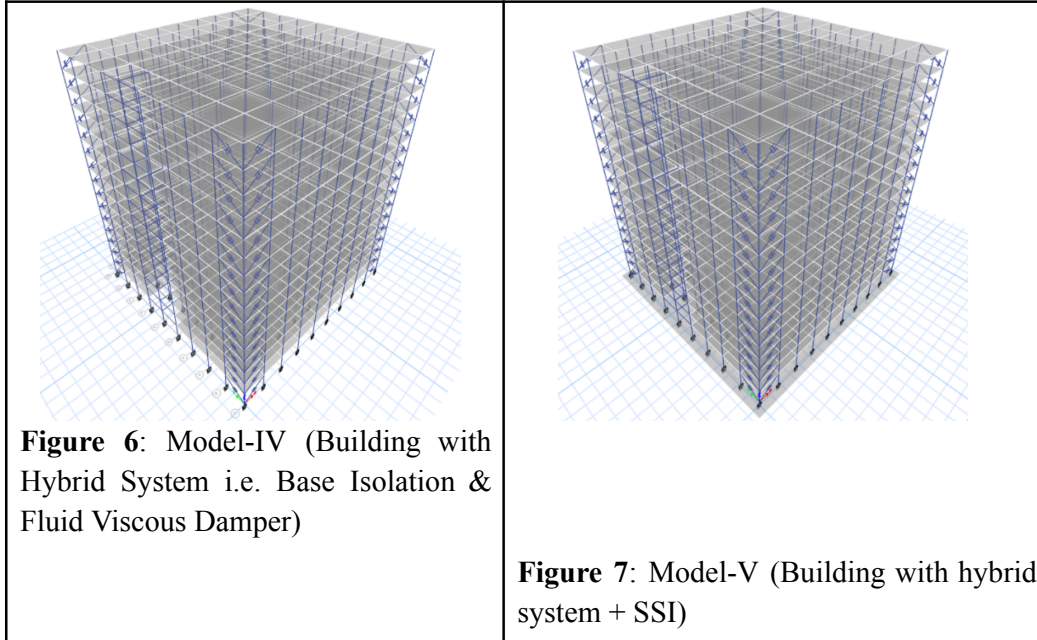 Figure 6: Model-IV (Building with
Hybrid System i.e. Base Isolation &
Fluid Viscous Damper)
Figure 7: Model-V (Building with hybrid
system + SSI)